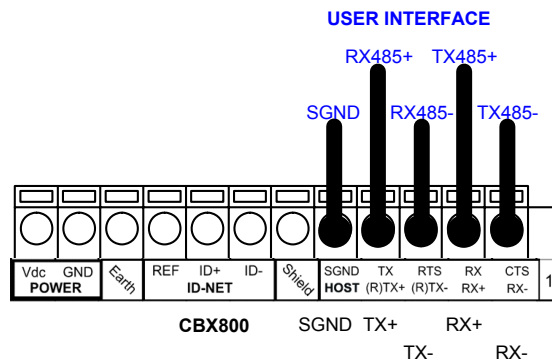 USER INTERFACE
RX485+ TX485+
SGND RX485- TX485-
Vdc GND Earth REF ID+ ID- Shield SGND TX RTS RX CTS 1
POWER ID-NET HOST (R)TX+ (R)TX- RX+ RX-
CBX800 SGND TX+ RX+
TX- RX-